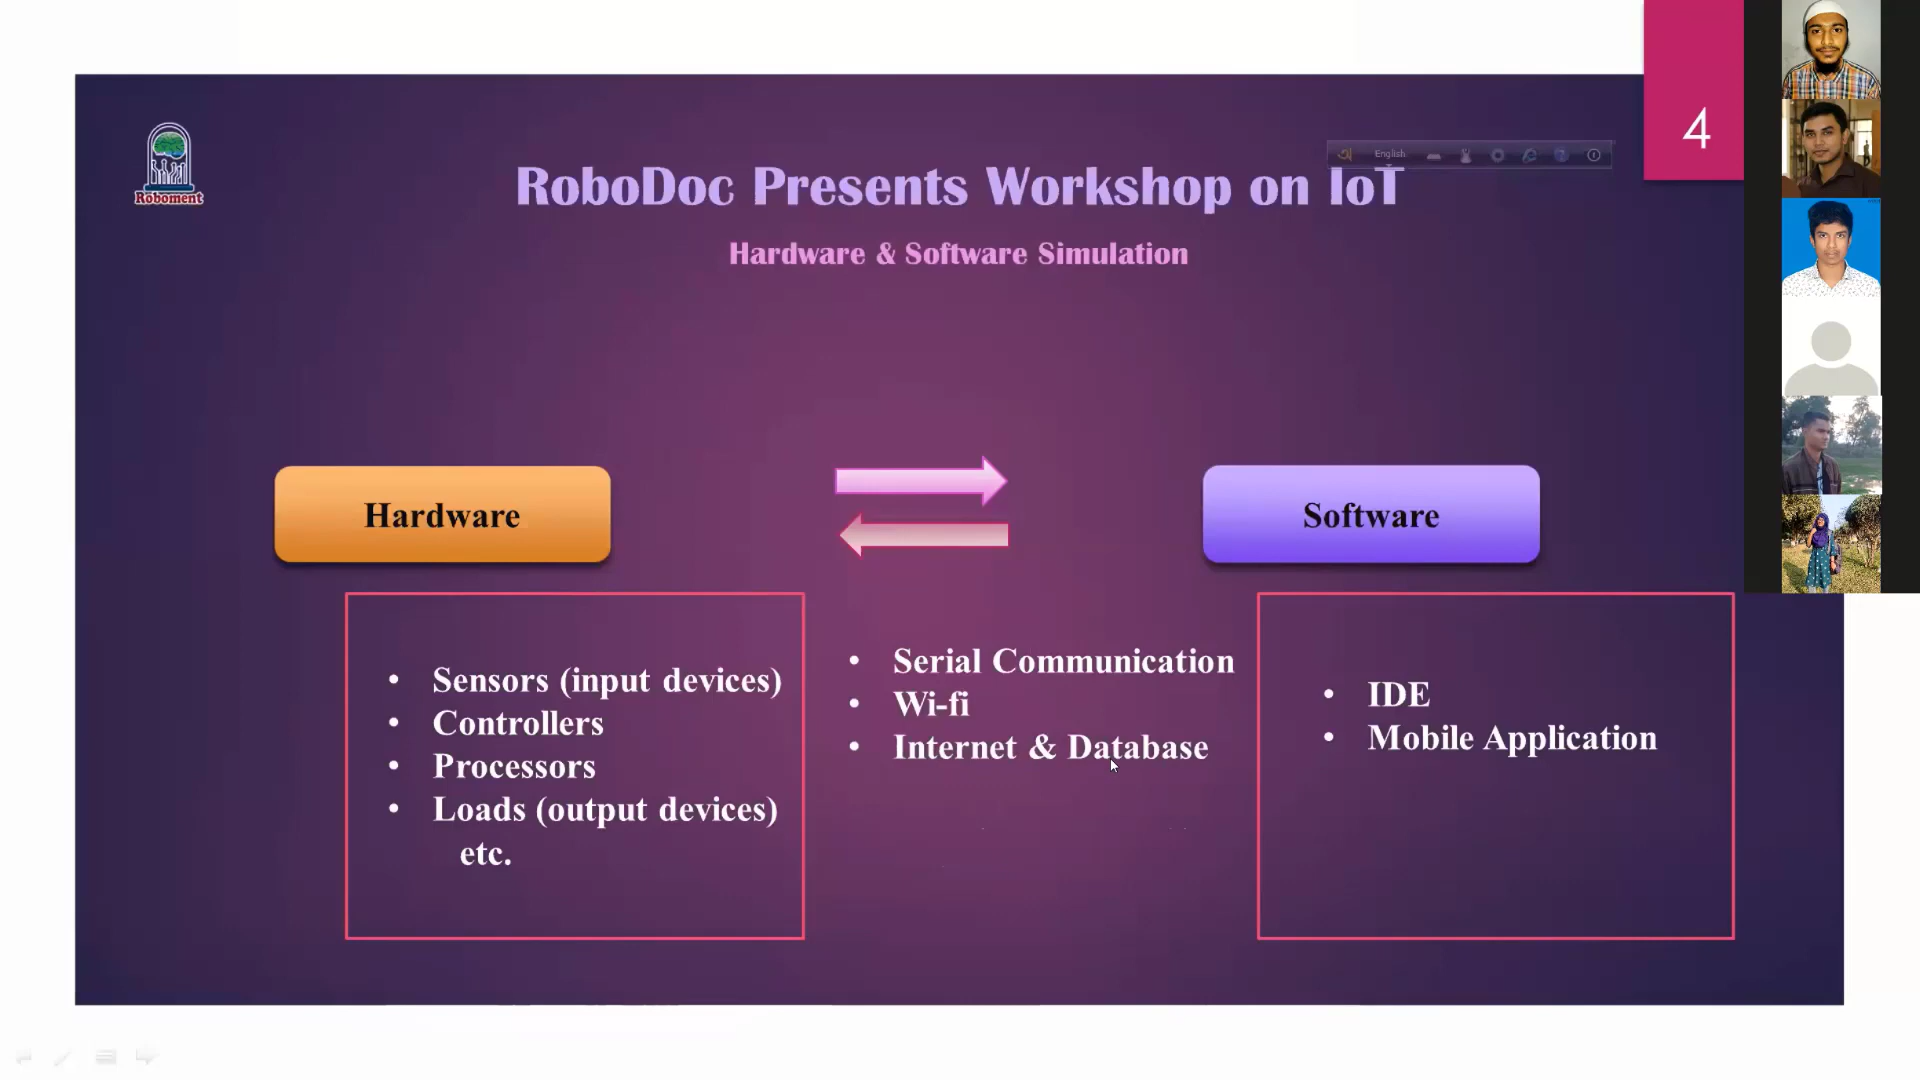 4
Roboment
English
RoboDoc Presents Workshop on IoT
Hardware & Software Simulation
Hardware
Software
• Sensors (input devices)
• Controllers
• Processors
• Loads (output devices)
etc.
• Serial Communication
• Wi-fi
• Internet & Database
• IDE
• Mobile Application